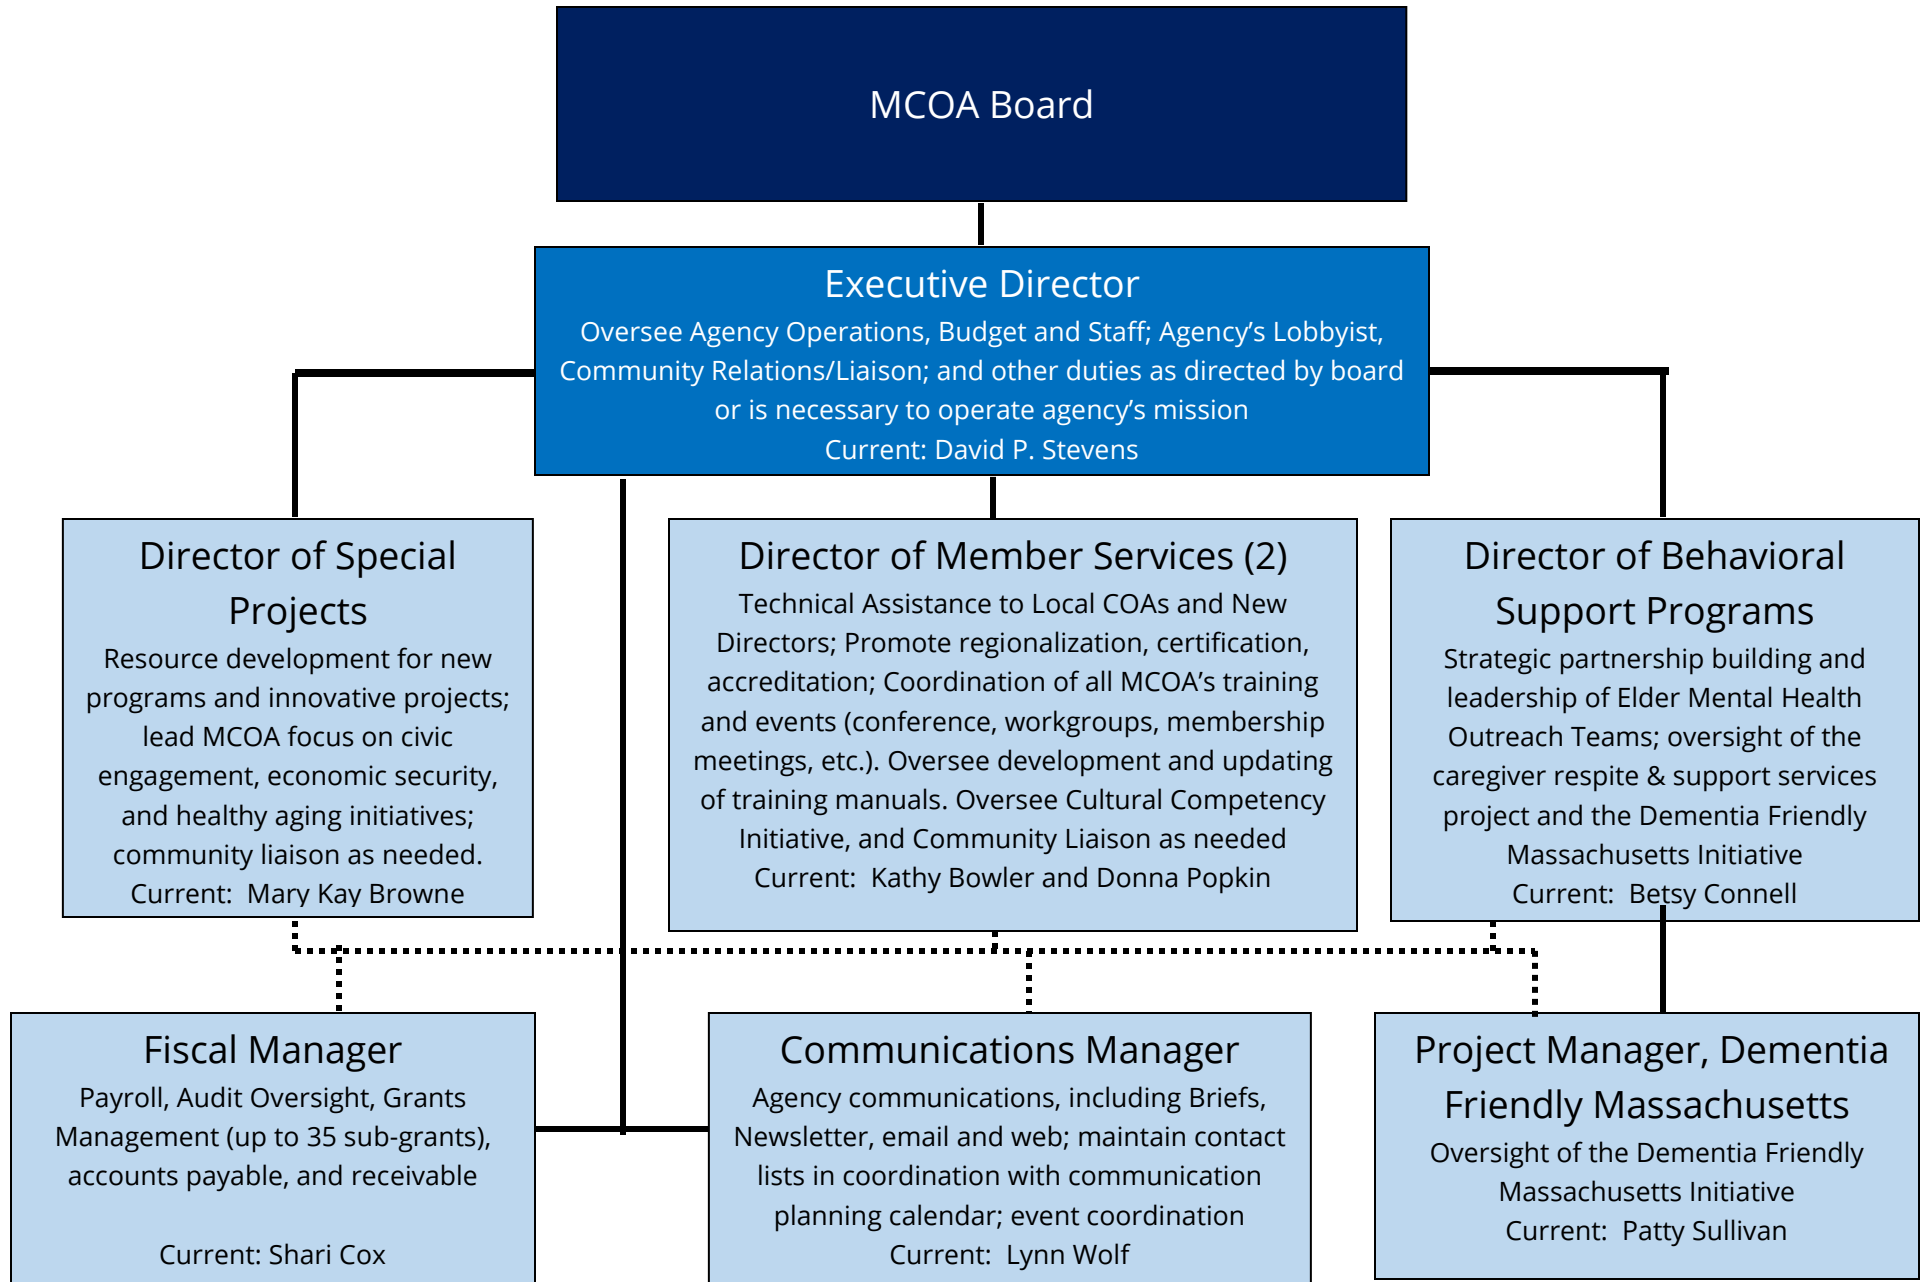 MCOA Board
Executive Director
Oversee Agency Operations, Budget and Staff; Agency’s Lobbyist,
Community Relations/Liaison; and other duties as directed by board
or is necessary to operate agency’s mission
Current: David P. Stevens
Director of Special
Projects
Resource development for new
programs and innovative projects;
lead MCOA focus on civic
engagement, economic security,
and healthy aging initiatives;
community liaison as needed.
Current:  Mary Kay Browne
Director of Member Services (2)
Technical Assistance to Local COAs and New
Directors; Promote regionalization, certification,
accreditation; Coordination of all MCOA’s training
and events (conference, workgroups, membership
meetings, etc.). Oversee development and updating
of training manuals. Oversee Cultural Competency
Initiative, and Community Liaison as needed
Current:  Kathy Bowler and Donna Popkin
Director of Behavioral
Support Programs
Strategic partnership building and
leadership of Elder Mental Health
Outreach Teams; oversight of the
caregiver respite & support services
project and the Dementia Friendly
Massachusetts Initiative
Current:  Betsy Connell
Fiscal Manager
Payroll, Audit Oversight, Grants
Management (up to 35 sub-grants),
accounts payable, and receivable
Current: Shari Cox
Communications Manager
Agency communications, including Briefs,
Newsletter, email and web; maintain contact
lists in coordination with communication
planning calendar; event coordination
Current:  Lynn Wolf
Project Manager, Dementia
Friendly Massachusetts
Oversight of the Dementia Friendly
Massachusetts Initiative
Current:  Patty Sullivan